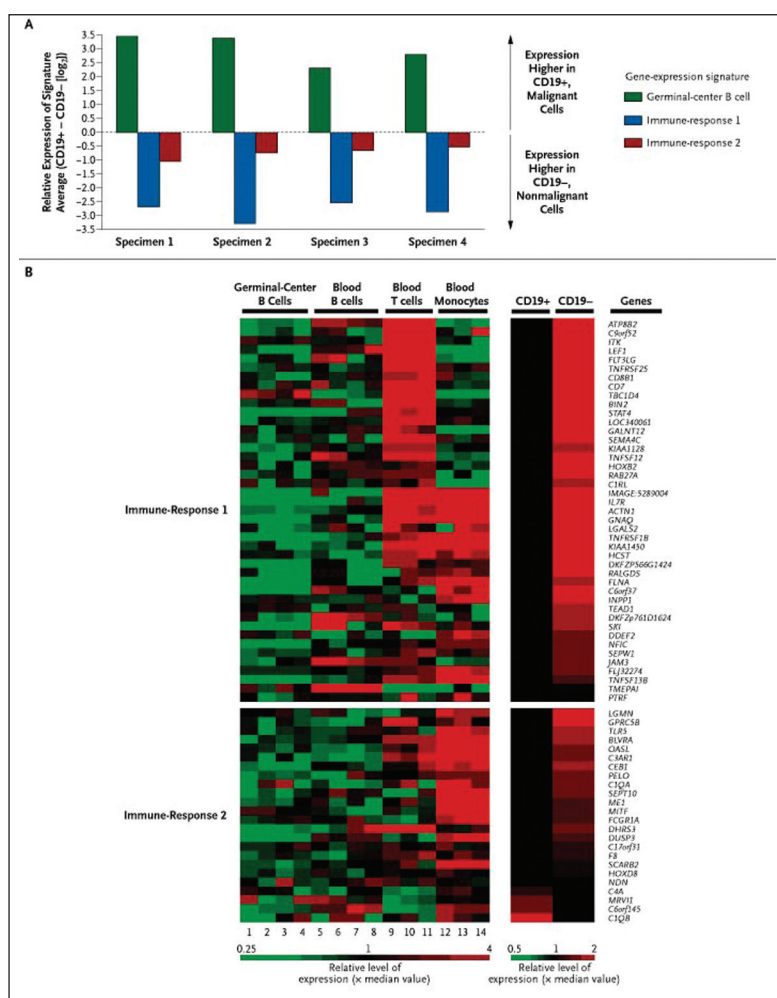 A
3.5
3.0
2.5
2.0
1.5
1.0
0.5
0.0
−0.5
−1.0
−1.5
−2.0
−2.5
−3.0
−3.5
Relative Expression of Signature
Average (CD19+ − CD19− [log2])
Specimen 1 Specimen 2 Specimen 3 Specimen 4
Expression
Higher in
CD19+,
Malignant
Cells
Expression
Higher in
CD19−,
Nonmalignant
Cells
Gene-expression signature
Germinal-center B cell
Immune-response 1
Immune-response 2
B
Germinal-Center
B Cells
Blood
B cells
Blood
T cells
Blood
Monocytes
CD19+ CD19− Genes
ATP8B2
C9orf52
ITK
LEF1
FLT3LG
TNFRSF25
CD8B1
CD7
TBC1D4
BIN2
STAT4
LOC340061
GALNT12
SEMA4C
KIAA1128
TNFSF12
HOXB2
RAB27A
C1RL
IMAGE:5289004
IL7R
ACTN1
GNAQ
LGALS2
TNFRSF1B
KIAA1450
HCST
DKFZP566G1424
RALGDS
FLNA
C6orf37
INPP1
TEAD1
DKFZp761D1624
SKI
DDEF2
NFIC
SEPW1
JAM3
FLJ32274
TNFSF13B
TMEPAI
PTRF
Immune-Response 1
LGMN
GPRC5B
TLR5
BLVRA
OASL
C3AR1
CEB1
PELO
C1QA
SEPT10
ME1
MITF
FCGR1A
DHRS3
DUSP3
C17orf31
F8
SCARB2
HOXD8
NDN
C4A
MRVI1
C6orf145
C1QB
Immune-Response 2
1 2 3 4 5 6 7 8 9 10 11 12 13 14
0.25 1 4
Relative level of
expression (× median value)
0.5 1 2
Relative level of
expression (× median value)